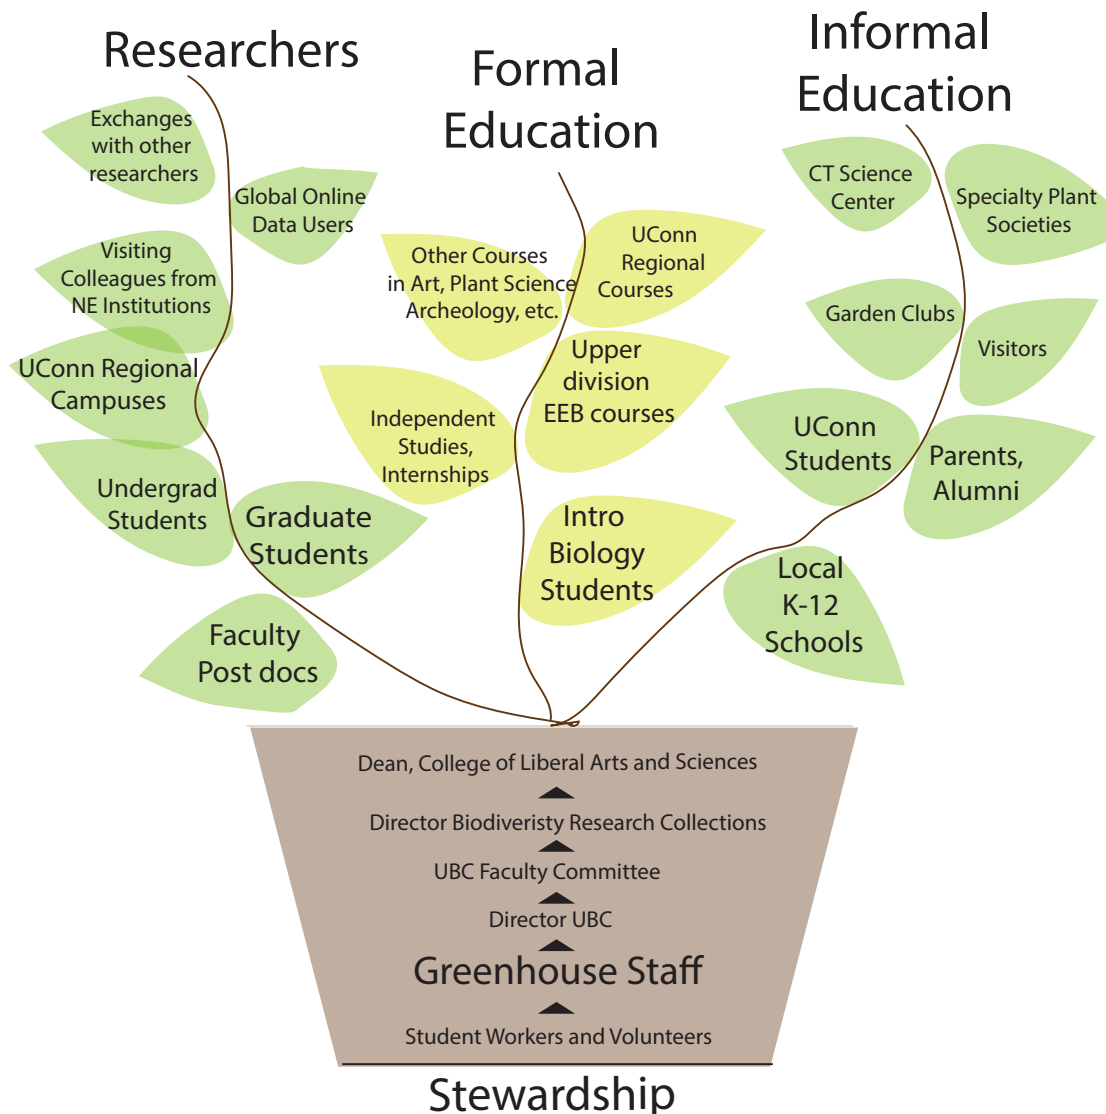 Researchers
Exchanges
with other
researchers
Global Online
Data Users
Visiting
Colleagues from
NE Institutions
UConn Regional
Campuses
Undergrad
Students
Graduate
Students
Faculty
Post docs
Formal
Education
UConn
Regional
Courses
Other Courses
in Art, Plant Science
Archeology, etc.
Upper
division
EEB courses
Independent
Studies,
Internships
Intro
Biology
Students
Informal
Education
CT Science
Center
Specialty Plant
Societies
Garden Clubs
Visitors
UConn
Students
Parents,
Alumni
Local
K-12
Schools
Dean, College of Liberal Arts and Sciences
Director Biodiveristy Research Collections
UBC Faculty Committee
Director UBC
Greenhouse Staff
Student Workers and Volunteers
Stewardship